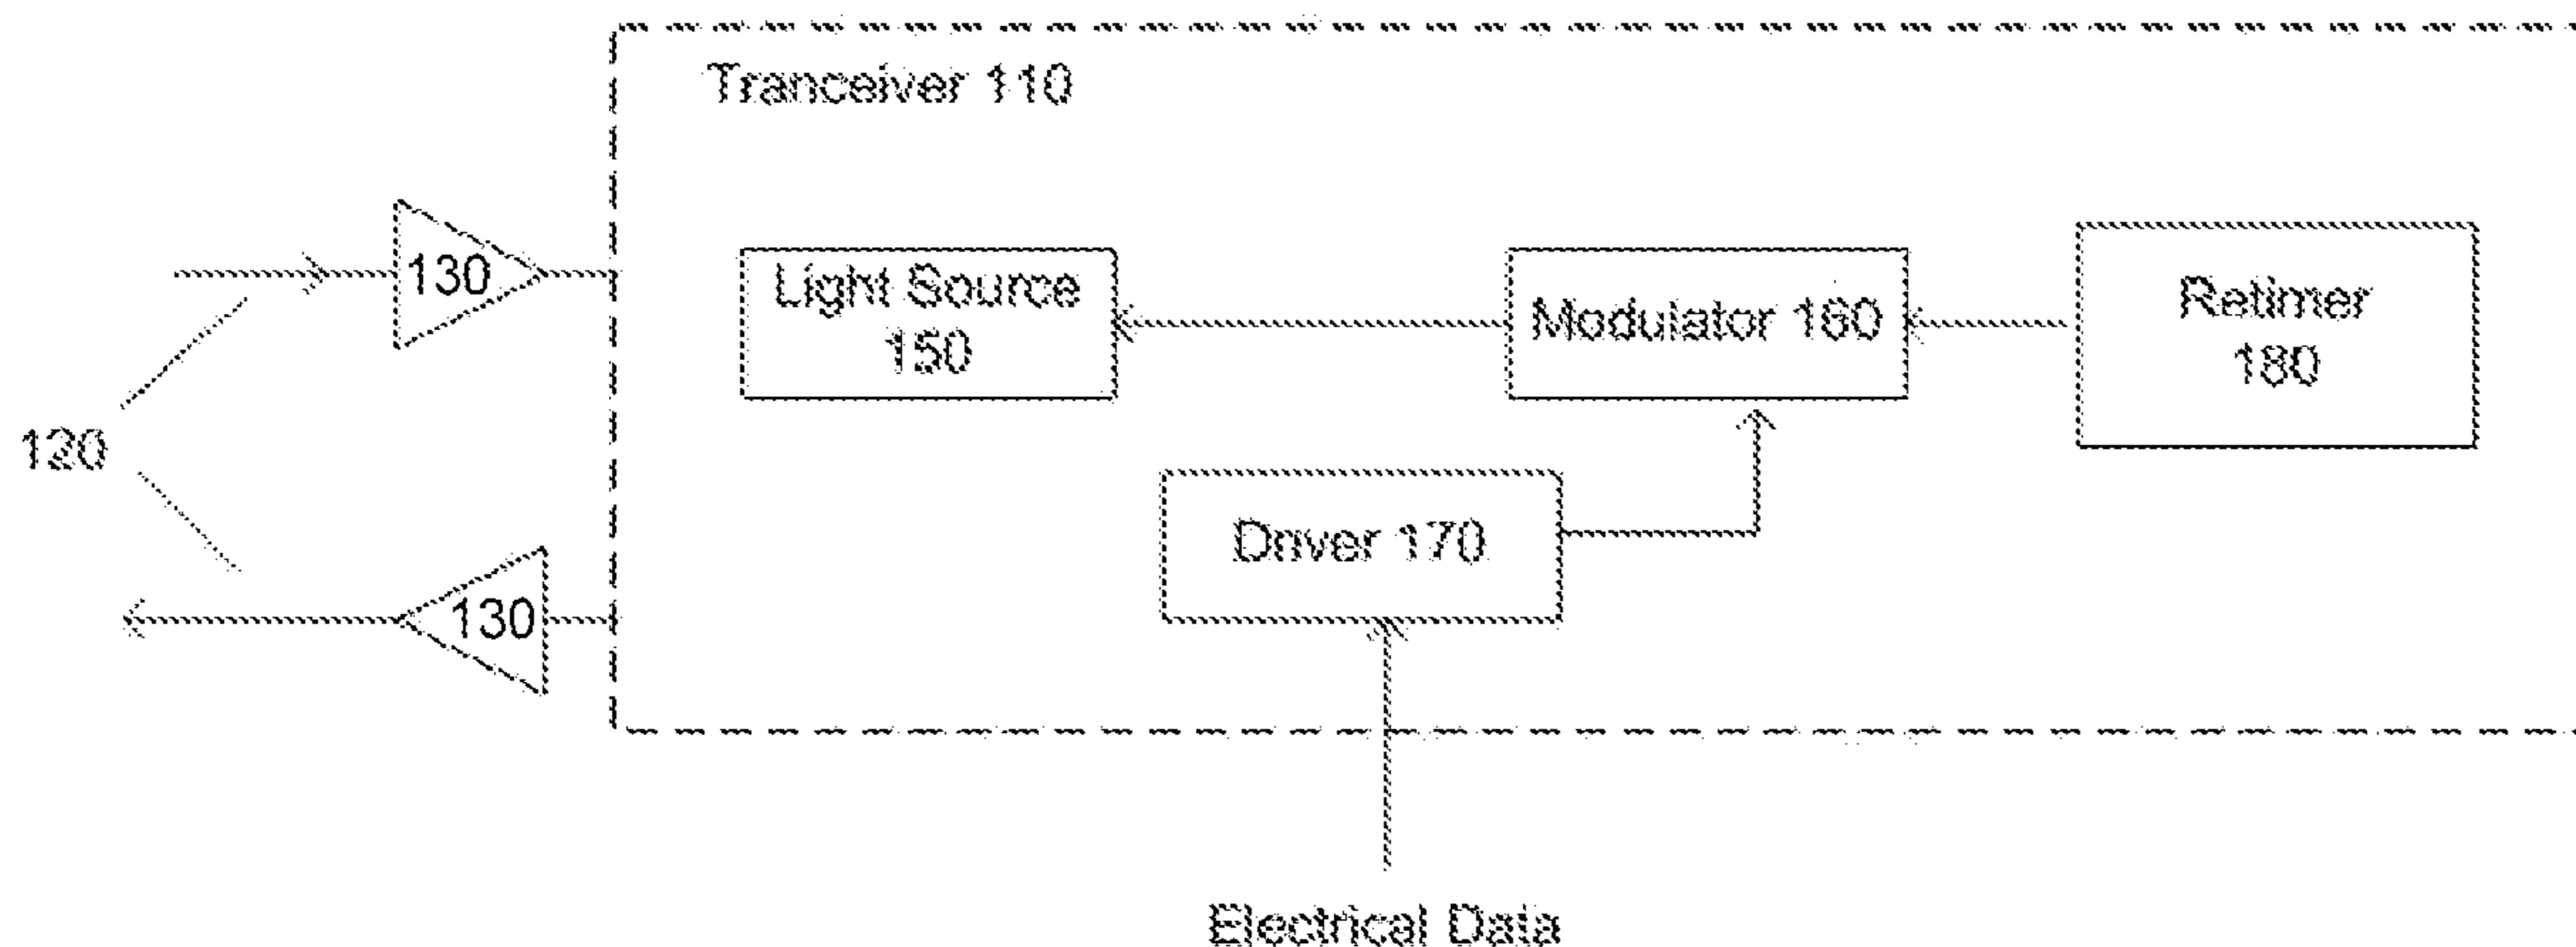 Tranceiver 110
130
Light Source
150
Modulator 160
Retimer
180
120
Driver 170
130
Electrical Data